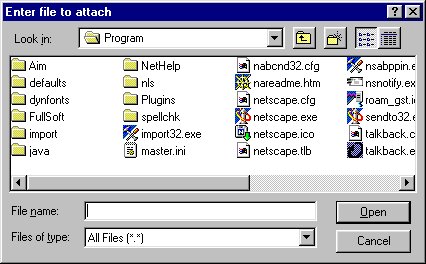 Enter file to attach
Look in: Program
Aim NetHelp nabcnd32.cfg nsabppin.e
defaults nls nareadme.htm nsnotify.ex
dynfonts Plugins netscape.cfg roam_gst.ic
FullSoft spellchk netscape.exe sendto32.e
import import32.exe netscape.ico talkback.c
java master.ini netscape.tlb talkback.e
File name: Open
Files of type: All Files (*.*) Cancel